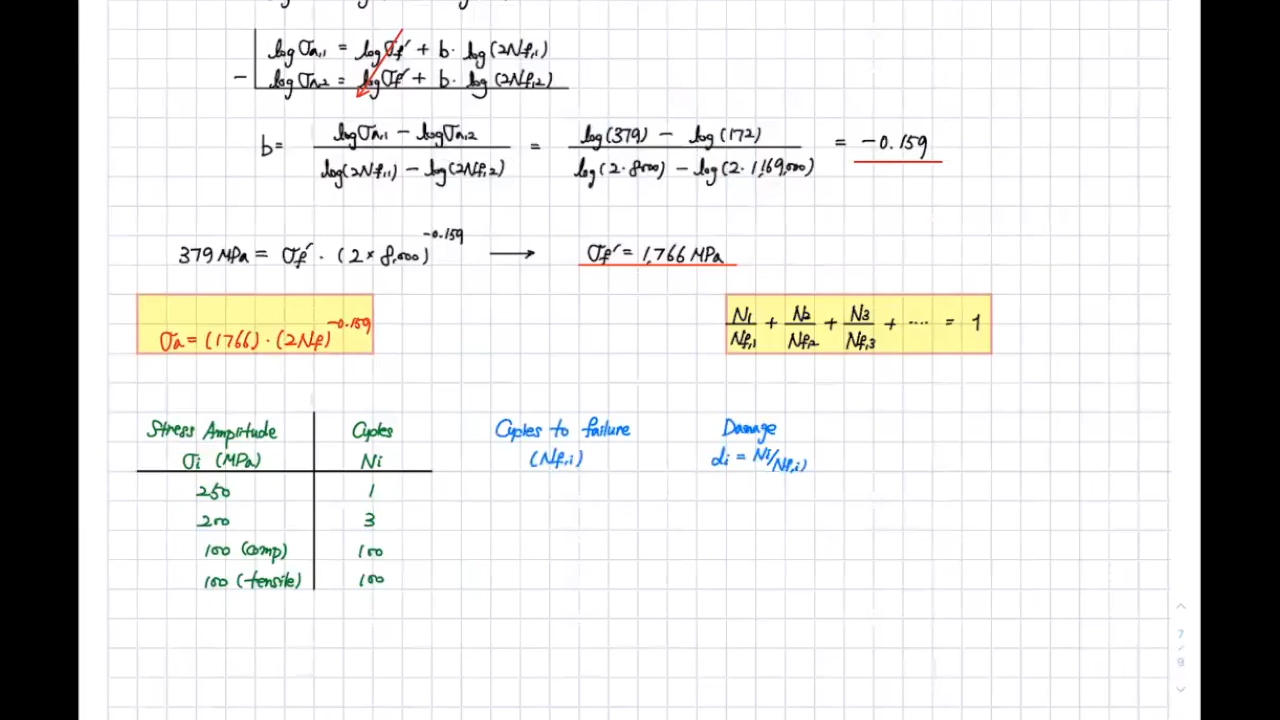 log σa,1 = log σf' + b · log (2Nf,1)
− log σa,2 = log σf' + b · log (2Nf,2)
b = (log σa,1 − log σa,2) / (log(2Nf,1) − log(2Nf,2)) = (log(379) − log(172)) / (log(2·8000) − log(2·1,169,000)) = −0.159
379 MPa = σf' · (2 × 8,000)^−0.159 ⟶ σf' = 1,766 MPa
σa = (1766) · (2Nf)^−0.159
N1/Nf,1 + N2/Nf,2 + N3/Nf,3 + ···· = 1
Stress Amplitude Cycles Cycles to failure Damage
σi (MPa) Ni (Nf,i) di = Ni/Nf,i)
250 1
200 3
100 (comp) 100
100 (tensile) 100
7
/
9